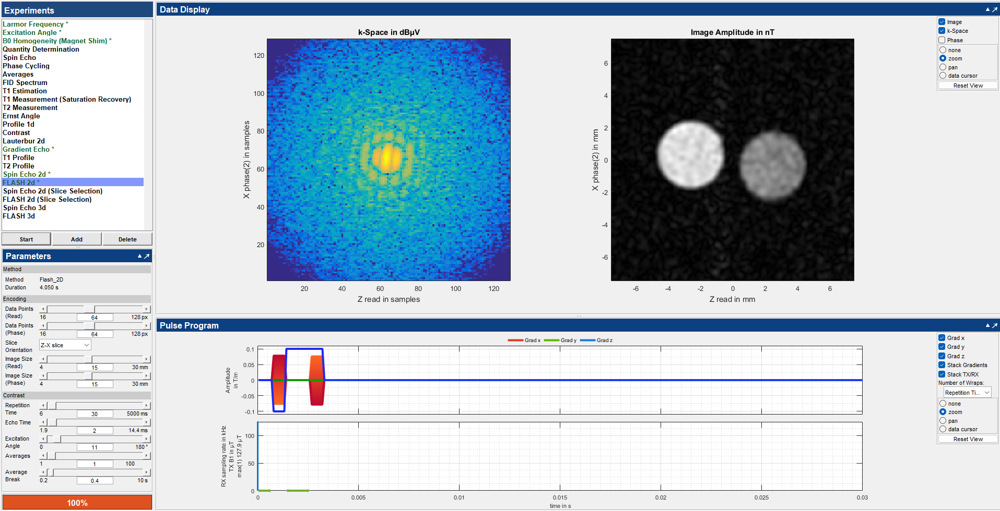 Experiments
Larmor Frequency *
Excitation Angle *
B0 Homogeneity (Magnet Shim) *
Quantity Determination
Spin Echo
Phase Cycling
Averages
FID Spectrum
T1 Estimation
T1 Measurement (Saturation Recovery)
T2 Measurement
Ernst Angle
Profile 1d
Contrast
Lauterbur 2d
Gradient Echo *
T1 Profile
T2 Profile
Spin Echo 2d *
FLASH 2d *
Spin Echo 2d (Slice Selection)
FLASH 2d (Slice Selection)
Spin Echo 3d
FLASH 3d
Start Add Delete
Parameters
Method
Method Flash_2D
Duration 4.050 s
Encoding
Data Points (Read)
16 64 128 px
Data Points (Phase)
16 64 128 px
Slice Orientation Z-X slice
Image Size (Read)
4 15 30 mm
Image Size (Phase)
4 15 30 mm
Contrast
Repetition Time
6 30 5000 ms
Echo Time
1.9 2 14.4 ms
Excitation Angle
0 11 180 °
Averages
1 1 100
Average Break
0.2 0.4 10 s
100%
Data Display
k-Space in dBµV
120
100
80
60
40
20
X phase(2) in samples
20 40 60 80 100 120
Z read in samples
Image Amplitude in nT
6
4
2
0
-2
-4
-6
X phase(2) in mm
-6 -4 -2 0 2 4 6
Z read in mm
Image
k-Space
Phase
none
zoom
pan
data cursor
Reset View
Pulse Program
Grad x Grad y Grad z
0.1
0.05
0
-0.05
-0.1
Amplitude
in T/m
100
50
0
RX sampling rate in kHz
TX B1 in µT
max(1) 127.9 µT
0 0.005 0.01 0.015 0.02 0.025 0.03
time in s
Grad x
Grad y
Grad z
Stack Gradients
Stack TX/RX
Number of Wraps:
Repetition Ti...
none
zoom
pan
data cursor
Reset View